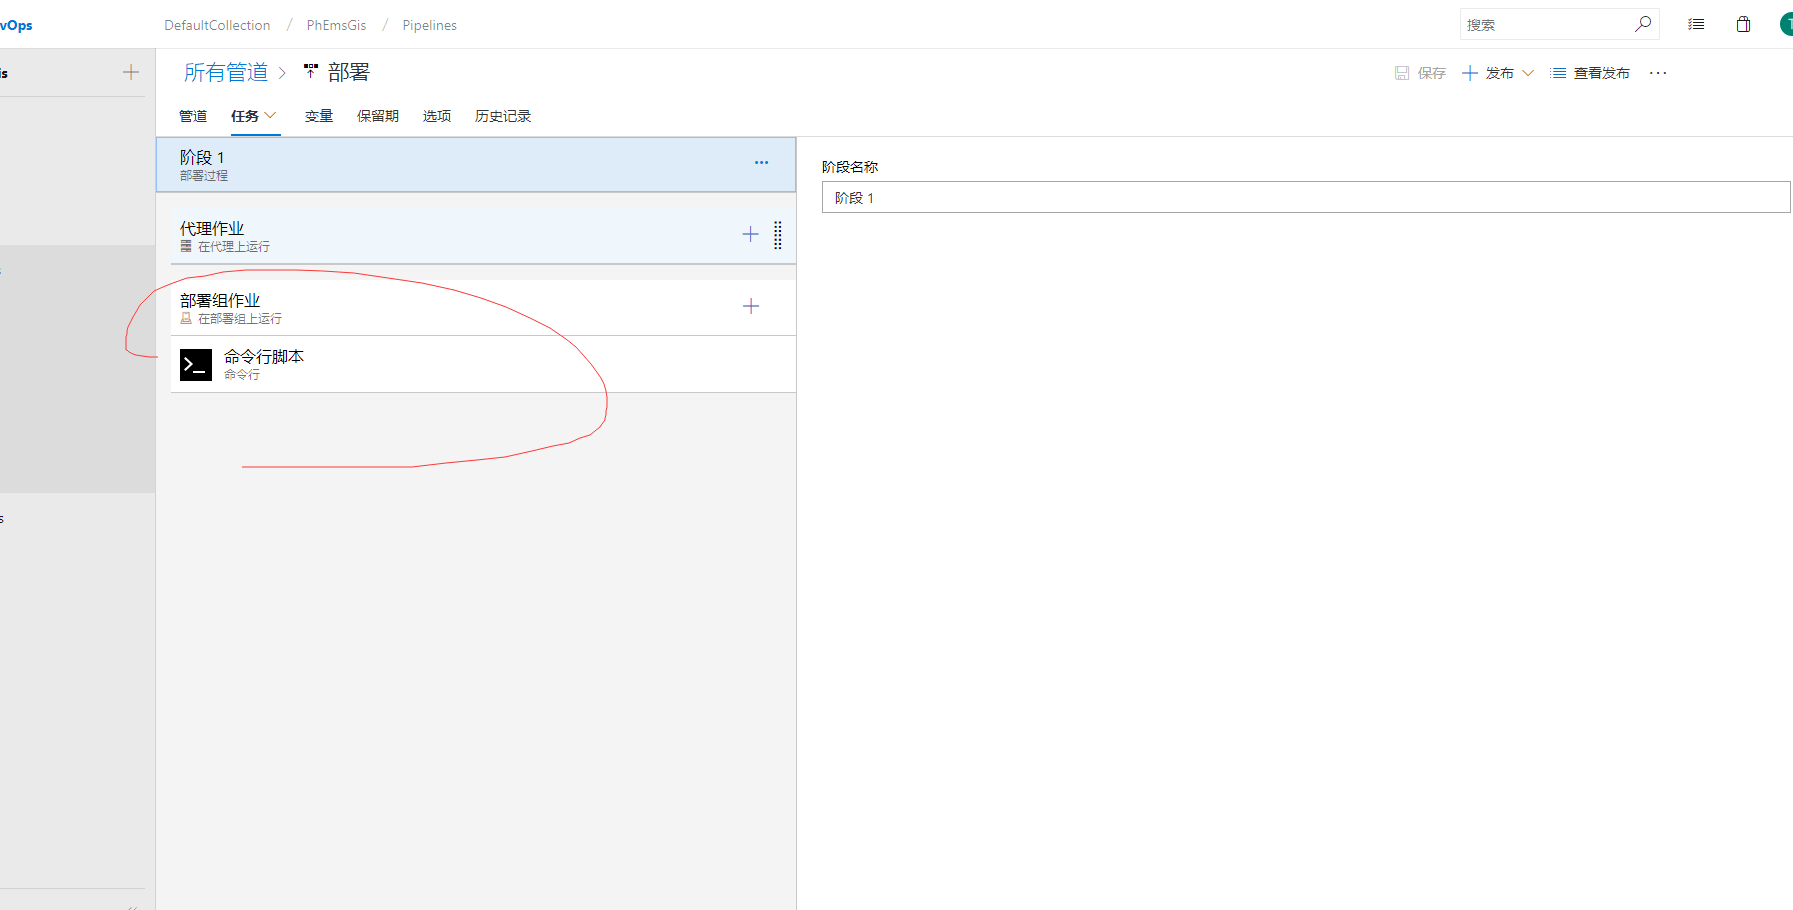 vOps
DefaultCollection / PhEmsGis / Pipelines
搜索
is
所有管道 > 部署
保存 发布 查看发布 ...
管道 任务 变量 保留期 选项 历史记录
阶段 1
部署过程
代理作业
在代理上运行
部署组作业
在部署组上运行
命令行脚本
命令行
阶段名称
阶段 1
s